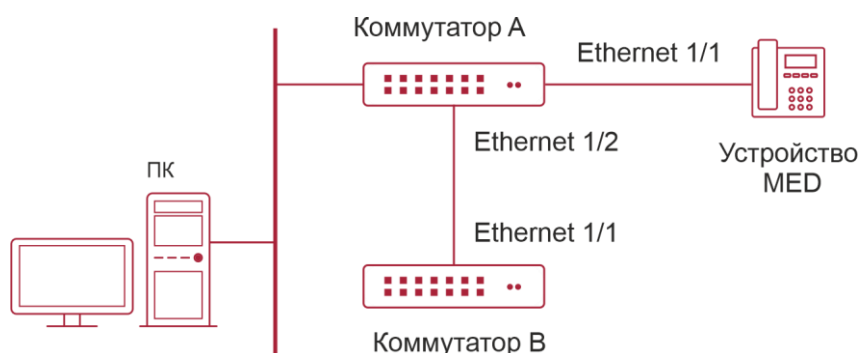 Коммутатор A
Ethernet 1/1
Ethernet 1/2
Устройство
MED
ПК
Ethernet 1/1
Коммутатор B